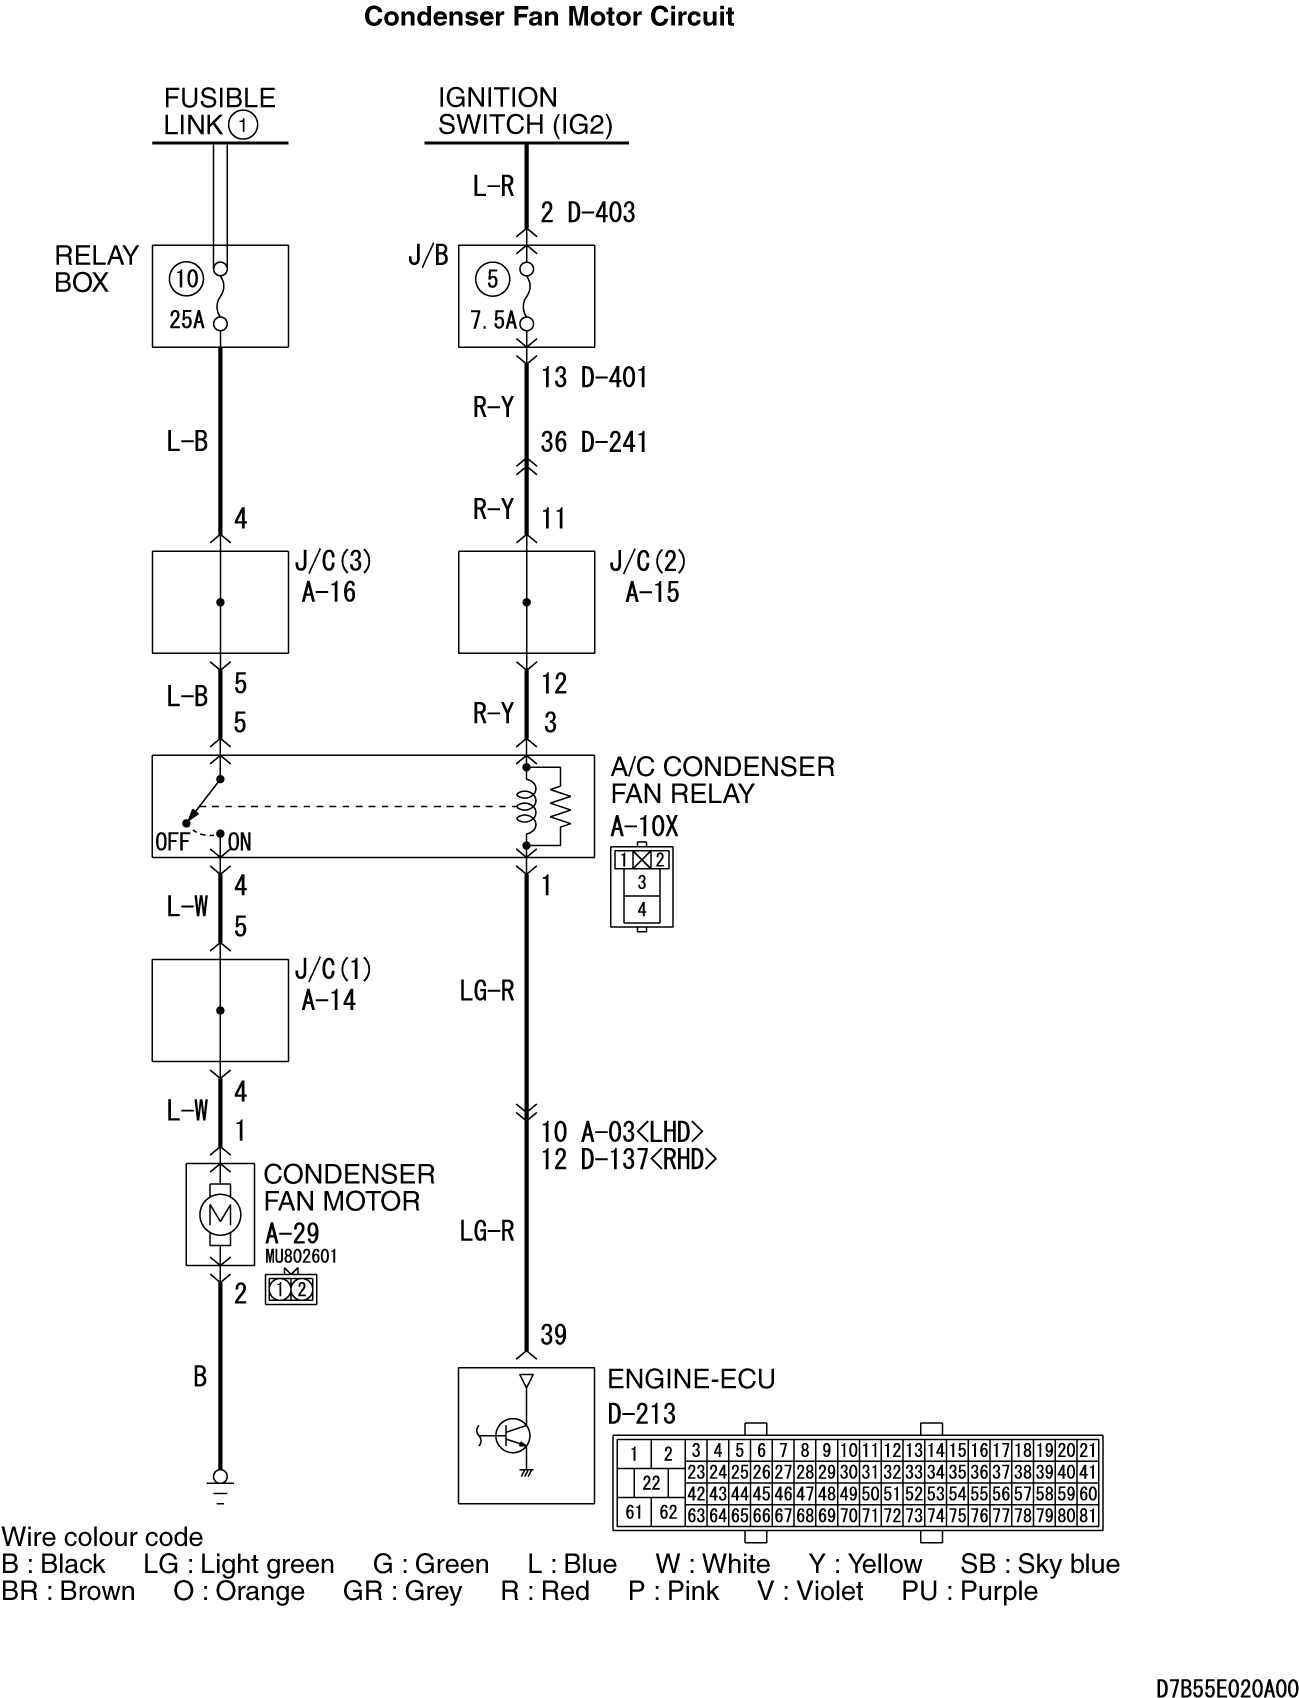 Condenser Fan Motor Circuit
FUSIBLE
LINK 1
IGNITION
SWITCH (IG2)
L-R
2 D-403
RELAY
BOX
10
25A
J/B
5
7.5A
13 D-401
R-Y
L-B
36 D-241
4
R-Y
11
J/C(3)
A-16
J/C(2)
A-15
5
L-B
5
12
R-Y
3
OFF
ON
A/C CONDENSER
FAN RELAY
A-10X
1 2
3
4
4
L-W
5
1
J/C(1)
A-14
LG-R
4
L-W
1
10 A-03<LHD>
12 D-137<RHD>
M
CONDENSER
FAN MOTOR
A-29
MU802601
1 2
2
LG-R
B
39
ENGINE-ECU
D-213
1 2 3 4 5 6 7 8 9 10 11 12 13 14 15 16 17 18 19 20 21
22 23 24 25 26 27 28 29 30 31 32 33 34 35 36 37 38 39 40 41
42 43 44 45 46 47 48 49 50 51 52 53 54 55 56 57 58 59 60
61 62 63 64 65 66 67 68 69 70 71 72 73 74 75 76 77 78 79 80 81
Wire colour code
B : Black LG : Light green G : Green L : Blue W : White Y : Yellow SB : Sky blue
BR : Brown O : Orange GR : Grey R : Red P : Pink V : Violet PU : Purple
D7B55E020A00